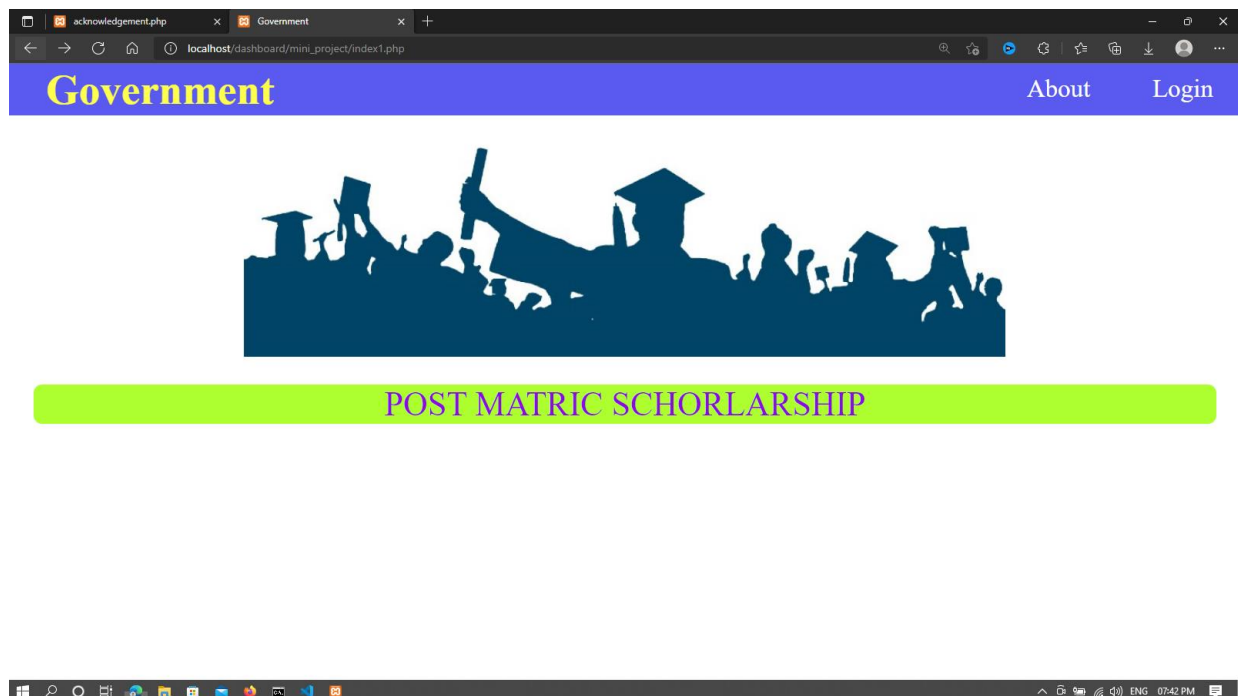 acknowledgement.php
Government
localhost/dashboard/mini_project/index1.php
Government
About
Login
POST MATRIC SCHORLARSHIP
ENG
07:42 PM